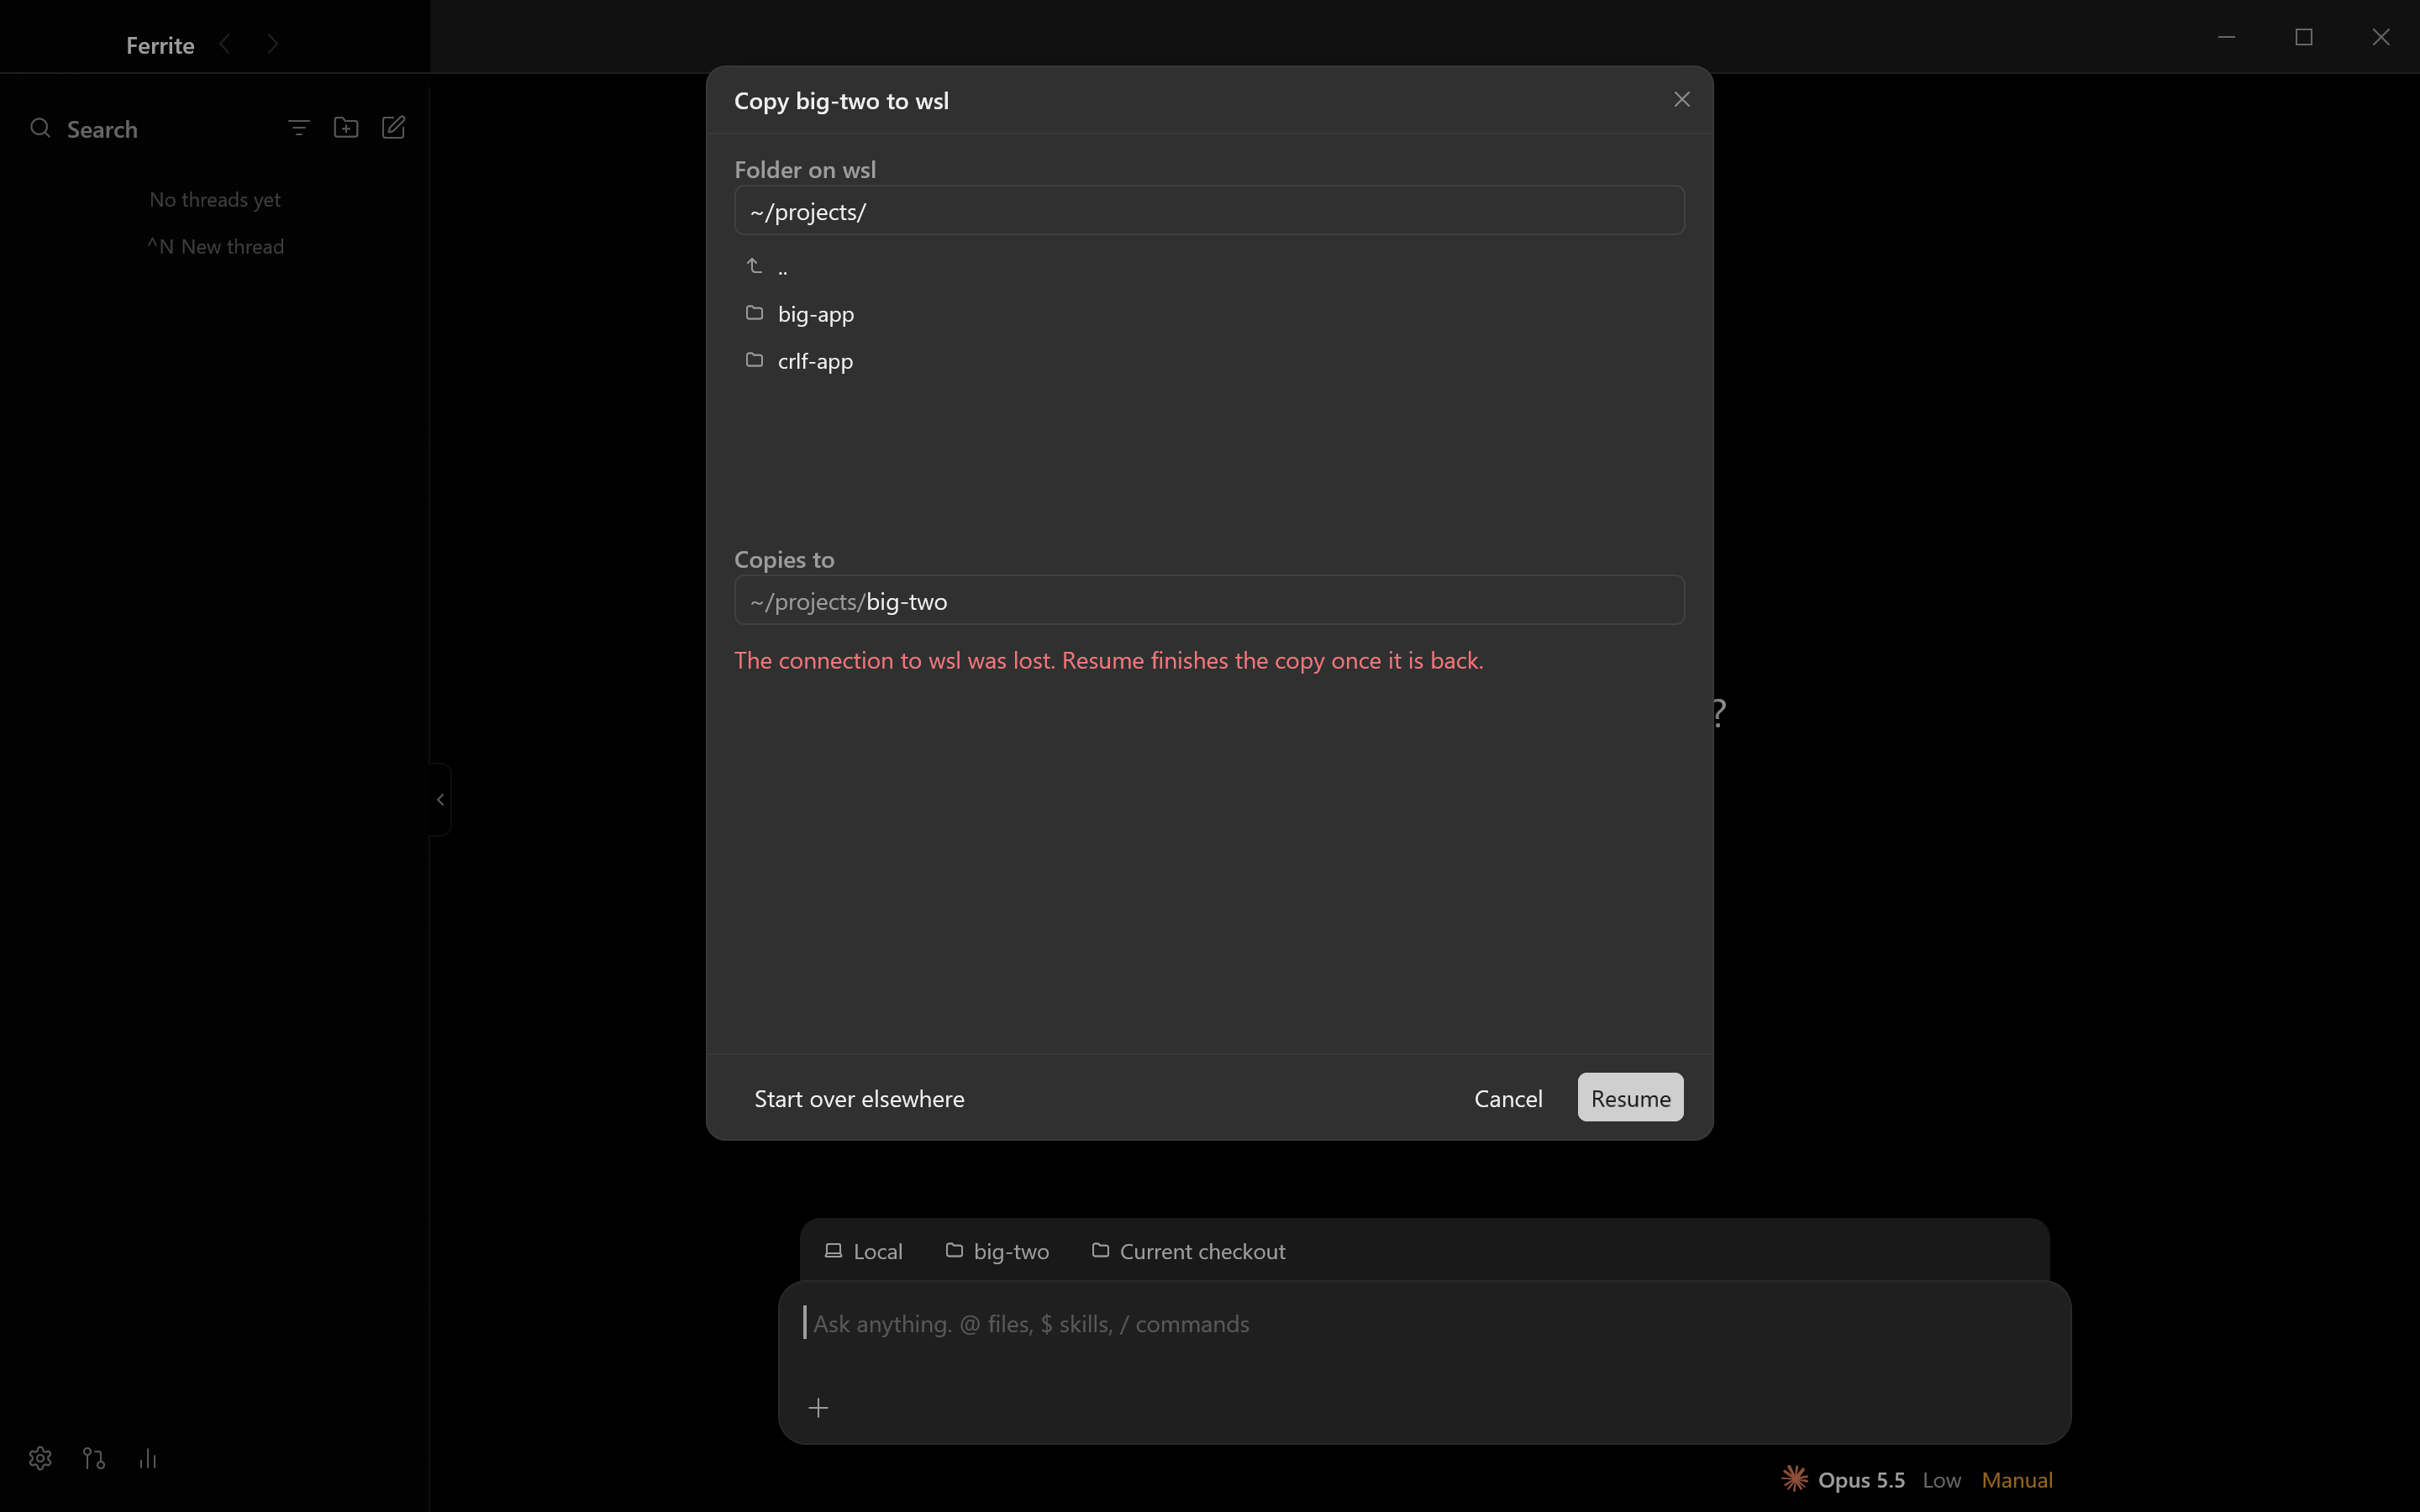 Ferrite
Search
No threads yet
^N New thread
Copy big-two to wsl
Folder on wsl
~/projects/
..
big-app
crlf-app
Copies to
~/projects/big-two
The connection to wsl was lost. Resume finishes the copy once it is back.
?
Start over elsewhere
Cancel
Resume
Local
big-two
Current checkout
Ask anything. @ files, $ skills, / commands
Opus 5.5 Low Manual